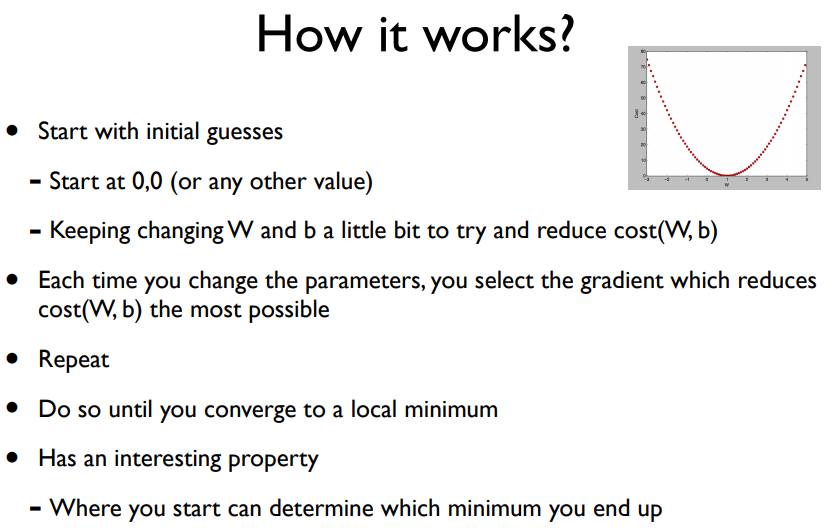 How it works?
80
70
60
50
40
30
20
10
0
Cost
-3 -2 -1 0 1 2 3 4 5
W
• Start with initial guesses
- Start at 0,0 (or any other value)
- Keeping changing W and b a little bit to try and reduce cost(W, b)
• Each time you change the parameters, you select the gradient which reduces
cost(W, b) the most possible
• Repeat
• Do so until you converge to a local minimum
• Has an interesting property
- Where you start can determine which minimum you end up